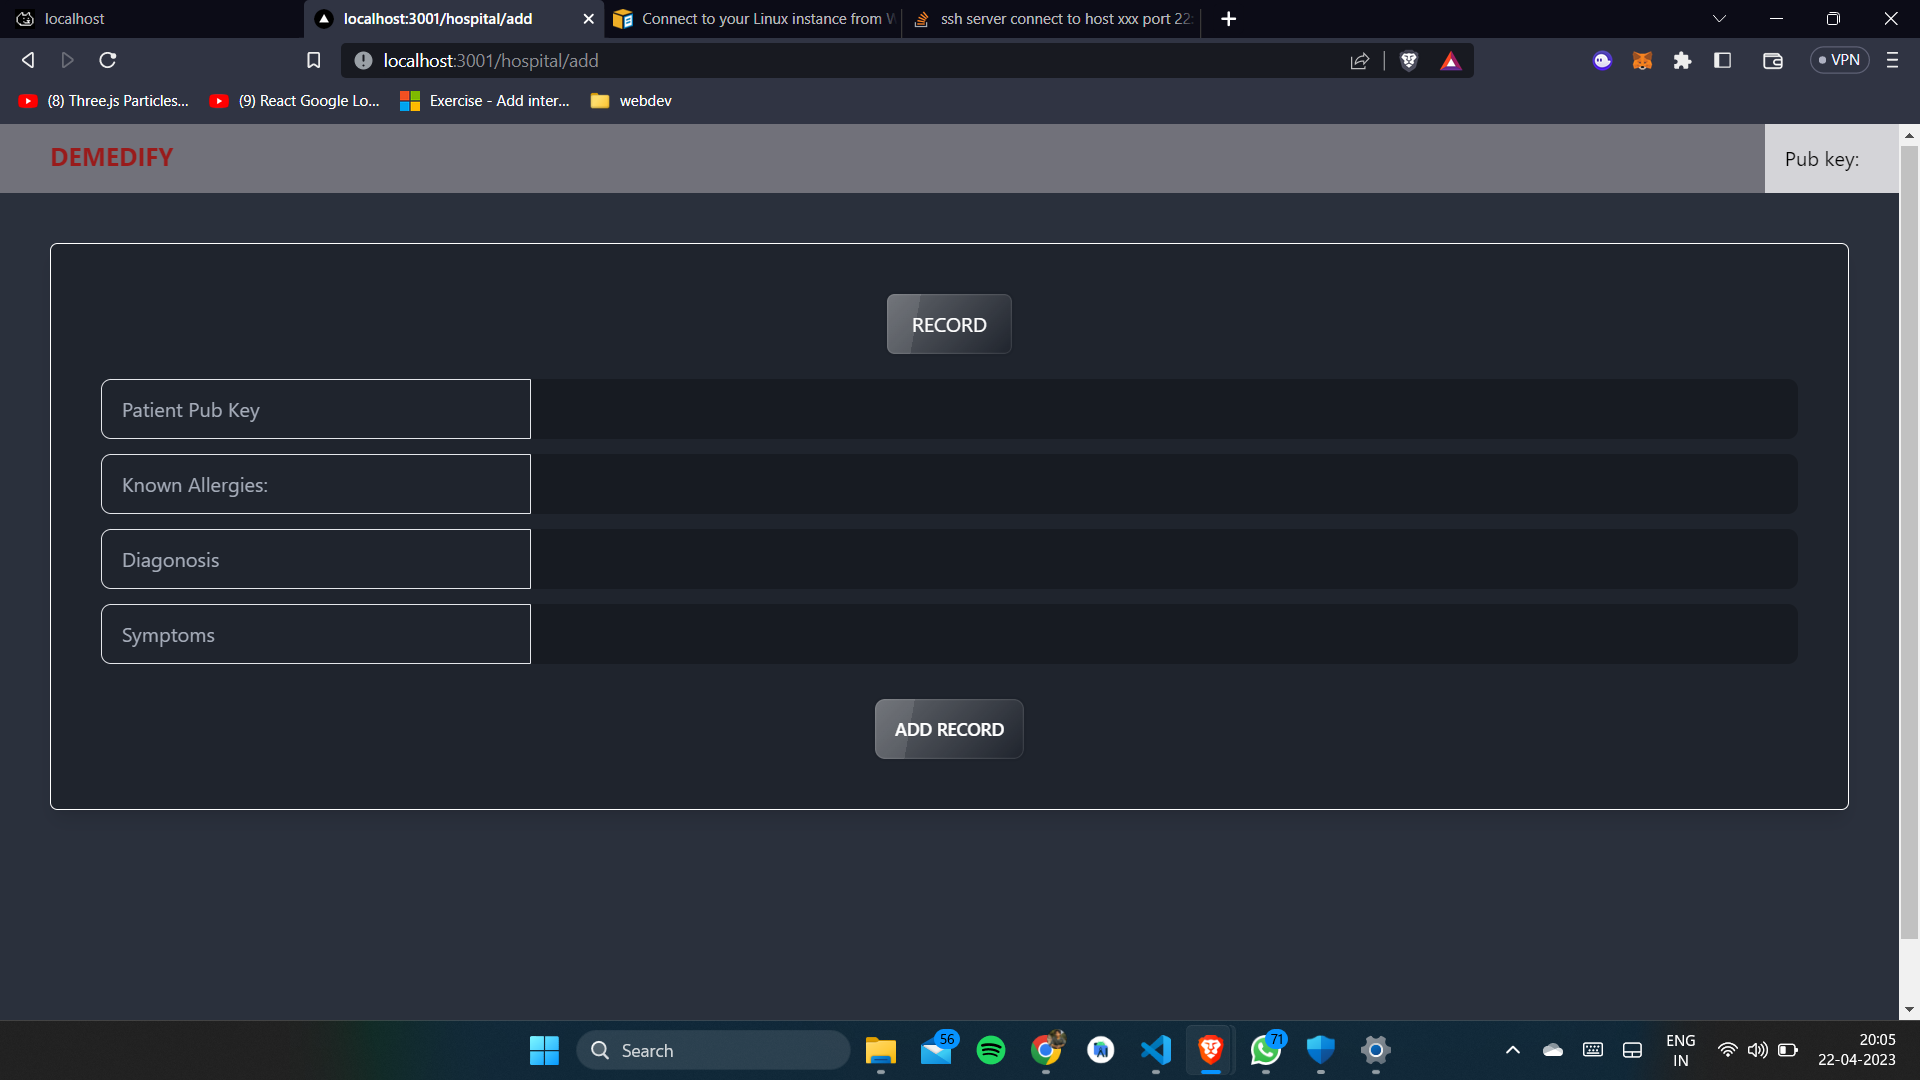 localhost
localhost:3001/hospital/add
Connect to your Linux instance from W
ssh server connect to host xxx port 22:
localhost:3001/hospital/add
VPN
(8) Three.js Particles...
(9) React Google Lo...
Exercise - Add inter...
webdev
DEMEDIFY
Pub key:
RECORD
Patient Pub Key
Known Allergies:
Diagonosis
Symptoms
ADD RECORD
Search
56
71
ENG
IN
20:05
22-04-2023